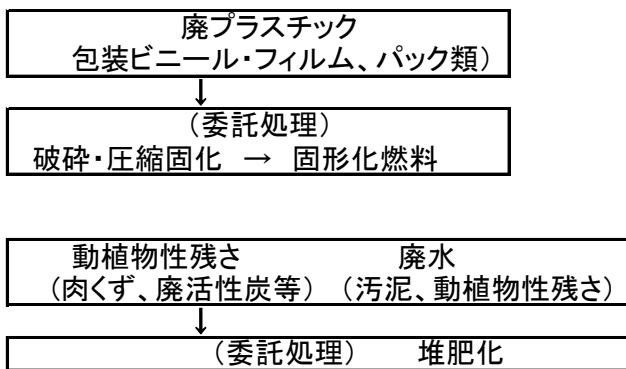 廃プラスチック
包装ビニール・フィルム、パック類）
↓
（委託処理）
破砕・圧縮固化 → 固形化燃料
動植物性残さ 廃水
（肉くず、廃活性炭等）（汚泥、動植物性残さ）
↓
（委託処理） 堆肥化